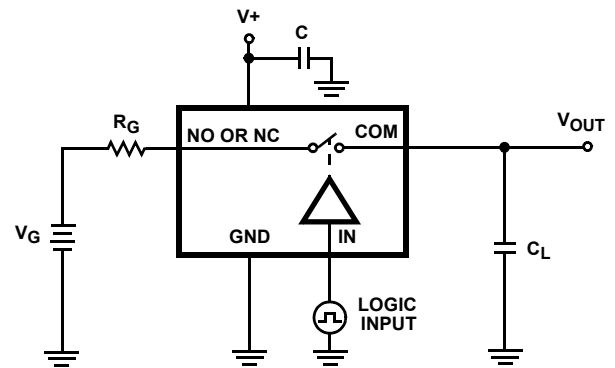 V+
C
RG
NO OR NC
COM
VOUT
VG
GND
IN
CL
LOGIC
INPUT